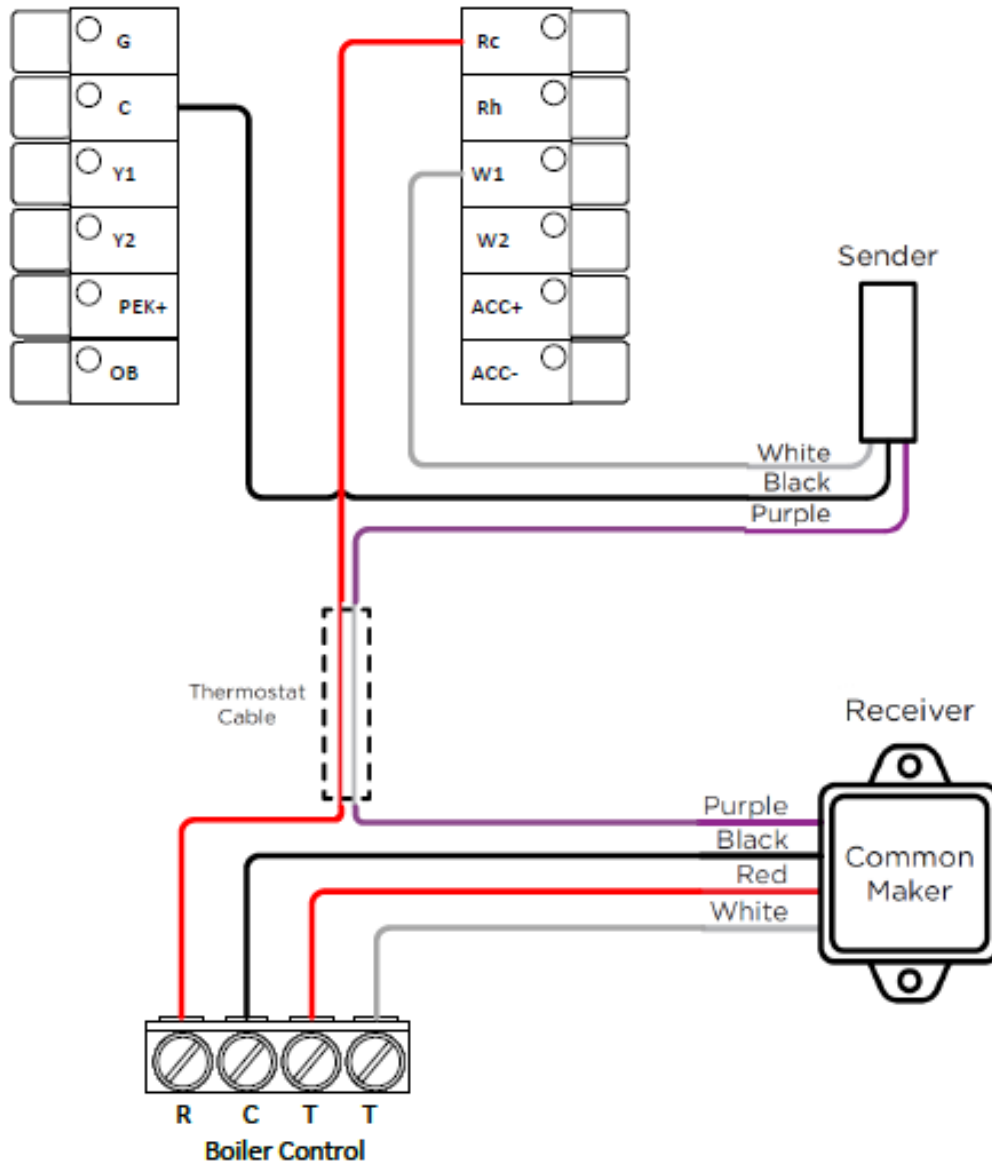 G
C
Y1
Y2
PEK+
OB
Rc
Rh
W1
W2
ACC+
ACC-
Sender
White
Black
Purple
Thermostat
Cable
Receiver
Purple
Black
Red
White
Common
Maker
R C T T
Boiler Control